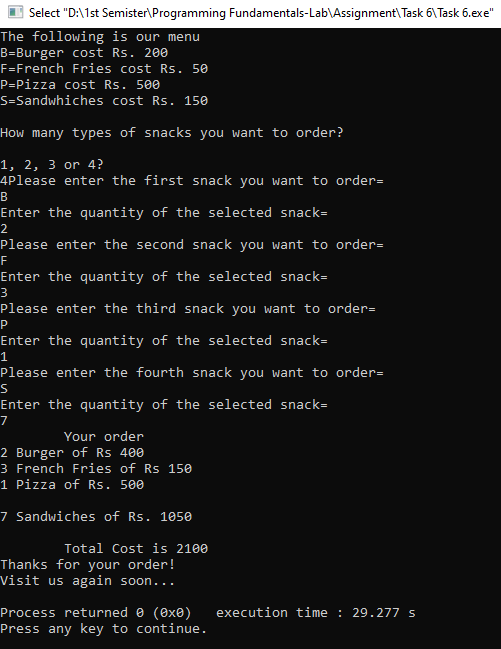 Select "D:\1st Semister\Programming Fundamentals-Lab\Assignment\Task 6\Task 6.exe"
The following is our menu
B=Burger cost Rs. 200
F=French Fries cost Rs. 50
P=Pizza cost Rs. 500
S=Sandwhiches cost Rs. 150
How many types of snacks you want to order?
1, 2, 3 or 4?
4Please enter the first snack you want to order=
B
Enter the quantity of the selected snack=
2
Please enter the second snack you want to order=
F
Enter the quantity of the selected snack=
3
Please enter the third snack you want to order=
P
Enter the quantity of the selected snack=
1
Please enter the fourth snack you want to order=
S
Enter the quantity of the selected snack=
7
Your order
2 Burger of Rs 400
3 French Fries of Rs 150
1 Pizza of Rs. 500
7 Sandwiches of Rs. 1050
Total Cost is 2100
Thanks for your order!
Visit us again soon...
Process returned 0 (0x0)   execution time : 29.277 s
Press any key to continue.